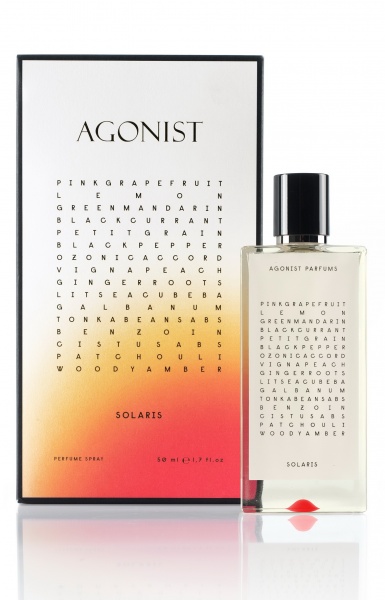 AGONIST
PINKGRAPEFRUIT
LEMON
GREENMANDARIN
BLACKCURRANT
PETITGRAIN
BLACKPEPPER
OZONICACCORD
VIGNAPEACH
GINGERROOTS
LITSEACUBEBA
GALBANUM
TONKABEANSABS
BENZOIN
CISTUSABS
PATCHOULI
WOODYAMBER
SOLARIS
PERFUME SPRAY
50 ml e 1,7 fl.oz
AGONIST PARFUMS
PINKGRAPEFRUIT
LEMON
GREENMANDARIN
BLACKCURRANT
PETITGRAIN
BLACKPEPPER
OZONICACCORD
VIGNAPEACH
GINGERROOTS
LITSEACUBEBA
GALBANUM
TONKABEANSABS
BENZOIN
CISTUSABS
PATCHOULI
WOODYAMBER
SOLARIS